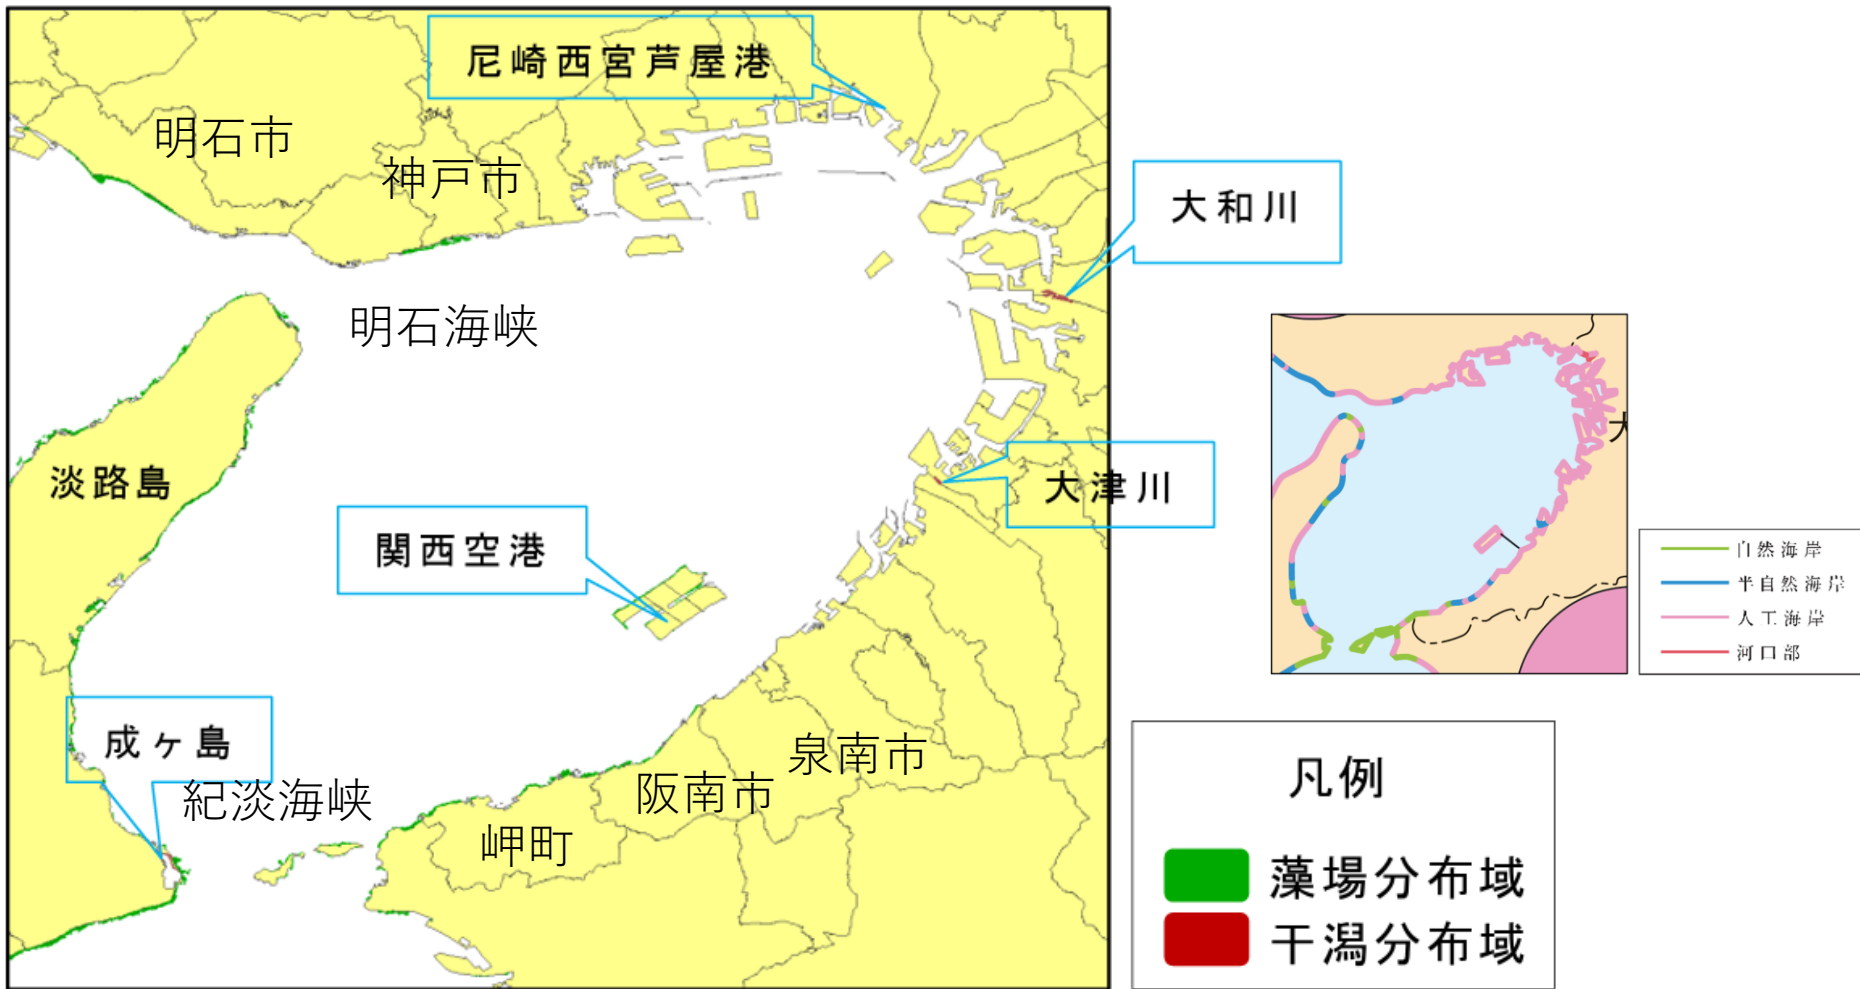 尼崎西宮芦屋港
明石市
神戸市
大和川
明石海峡
淡路島
大津川
関西空港
成ヶ島
紀淡海峡
泉南市
阪南市
岬町
大
自然海岸
半自然海岸
人工海岸
河口部
凡例
藻場分布域
干潟分布域